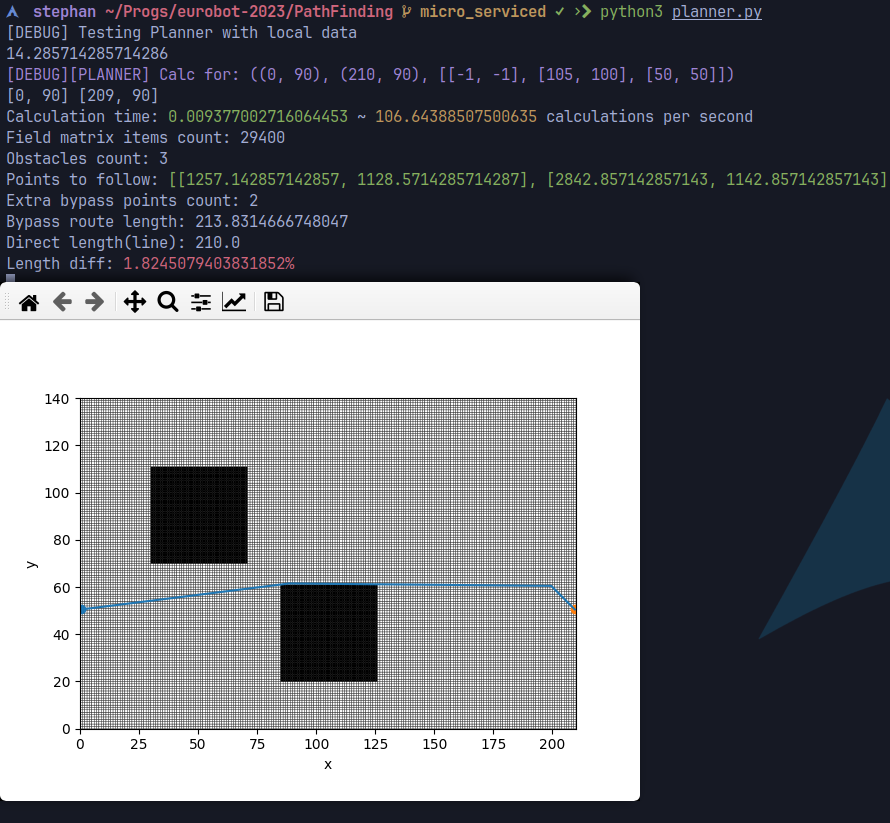 stephan ~/Progs/eurobot-2023/PathFinding micro_serviced ✓ python3 planner.py
[DEBUG] Testing Planner with local data
14.285714285714286
[DEBUG][PLANNER] Calc for: ((0, 90), (210, 90), [[-1, -1], [105, 100], [50, 50]])
[0, 90] [209, 90]
Calculation time: 0.009377002716064453 ~ 106.64388507500635 calculations per second
Field matrix items count: 29400
Obstacles count: 3
Points to follow: [[1257.142857142857, 1128.5714285714287], [2842.857142857143, 1142.857142857143]
Extra bypass points count: 2
Bypass route length: 213.8314666748047
Direct length(line): 210.0
Length diff: 1.8245079403831852%
140
120
100
80
60
40
20
0
y
0 25 50 75 100 125 150 175 200
x